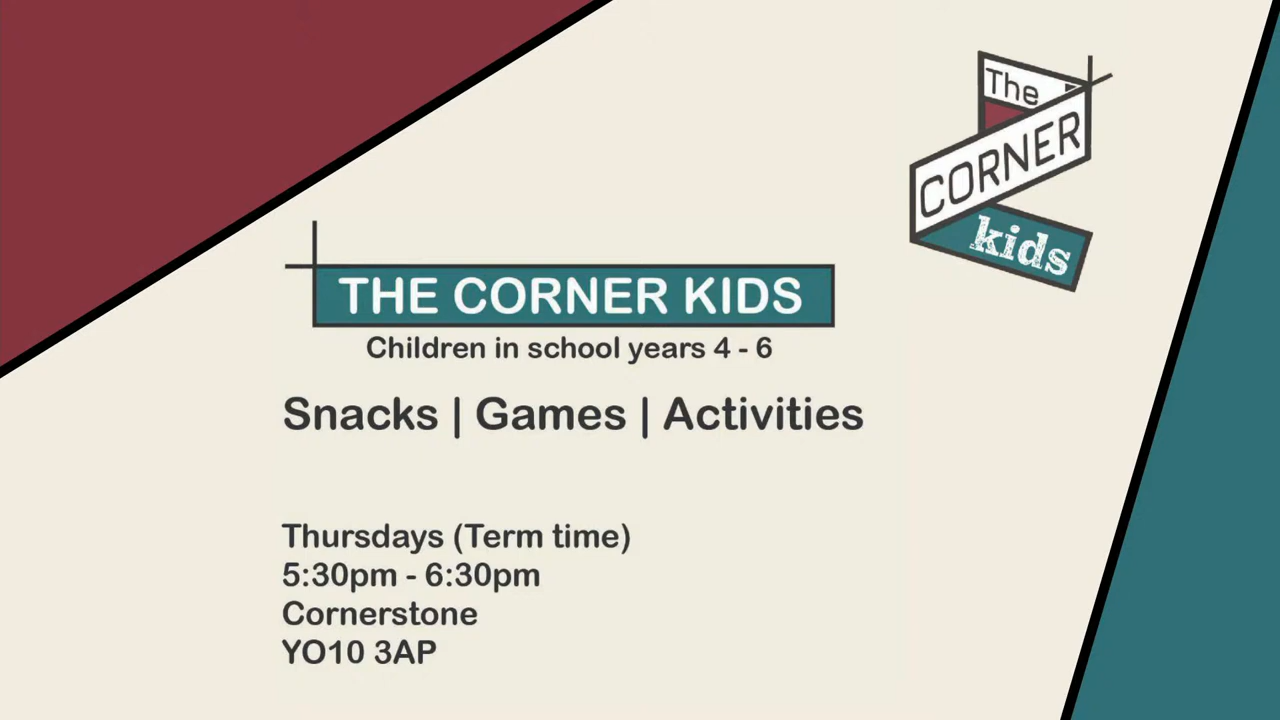 The
CORNER
kids
THE CORNER KIDS
Children in school years 4 - 6
Snacks | Games | Activities
Thursdays (Term time)
5:30pm - 6:30pm
Cornerstone
YO10 3AP